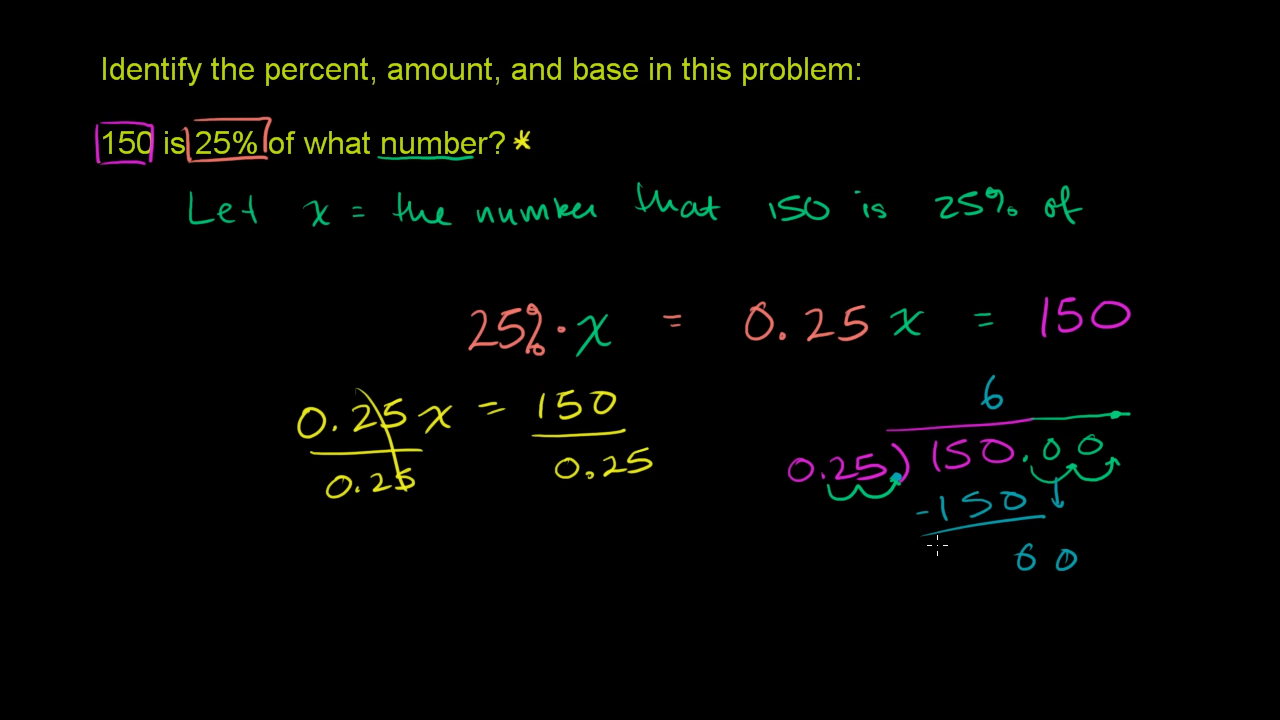 Identify the percent, amount, and base in this problem:
150 is 25% of what number? *
Let x = the number that 150 is 25% of
25% · x = 0.25 x = 150
0.25 x = 150
0.25 0.25
6
0.25 ) 150.00
-150
60